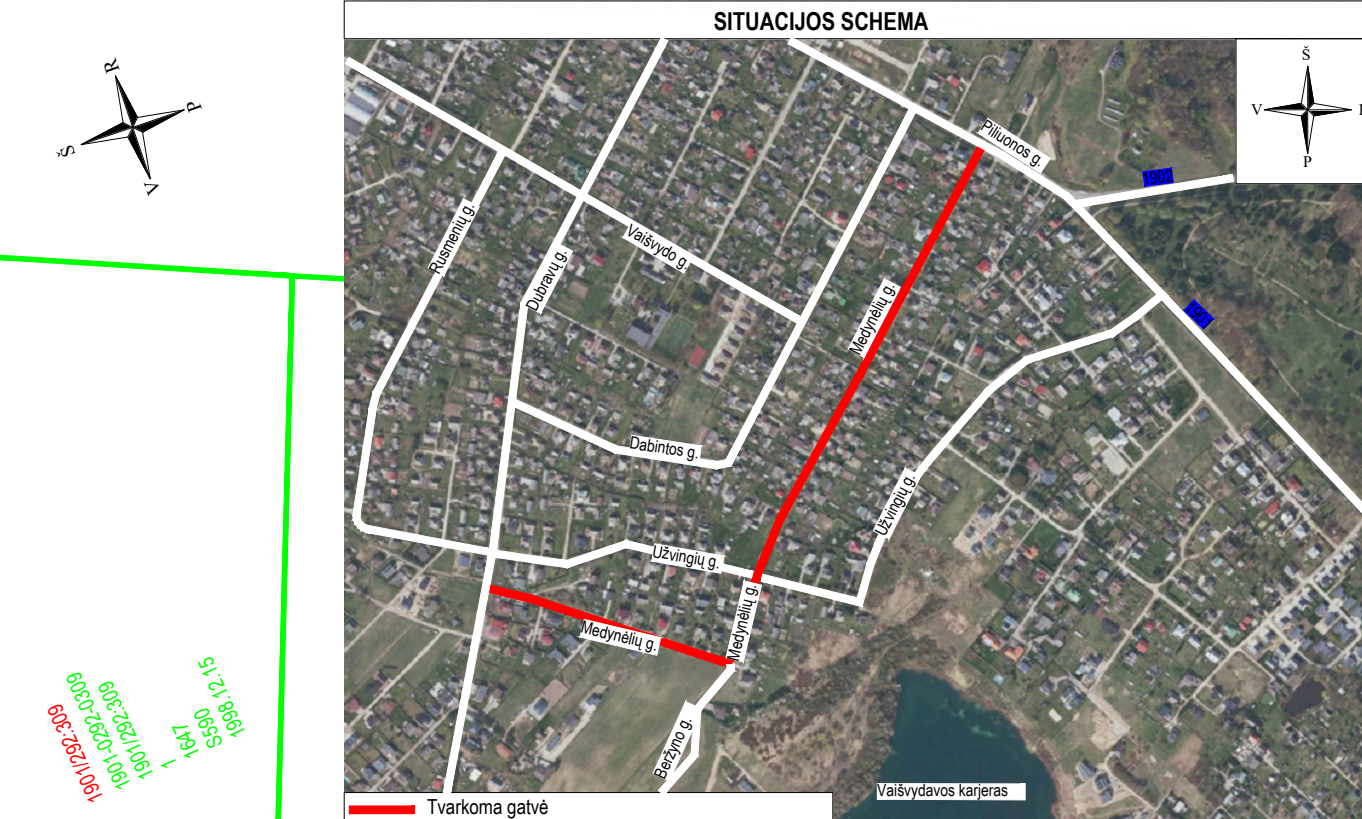 SITUACIJOS SCHEMA
R
P
Š
V
Š
V
P
Piliuonos g.
1902
Rusmenių g.
Vaišvydo g.
Dubravų g.
Medynėlių g.
1901
Dabintos g.
Užvingių g.
Užvingių g.
Medynėlių g.
Medynėlių g.
Beržyno g.
Vaišvydavos karjeras
1901/292:309
1901-0292-0309
1901/292:309
1
1647
S590
1998.12.15
Tvarkoma gatvė